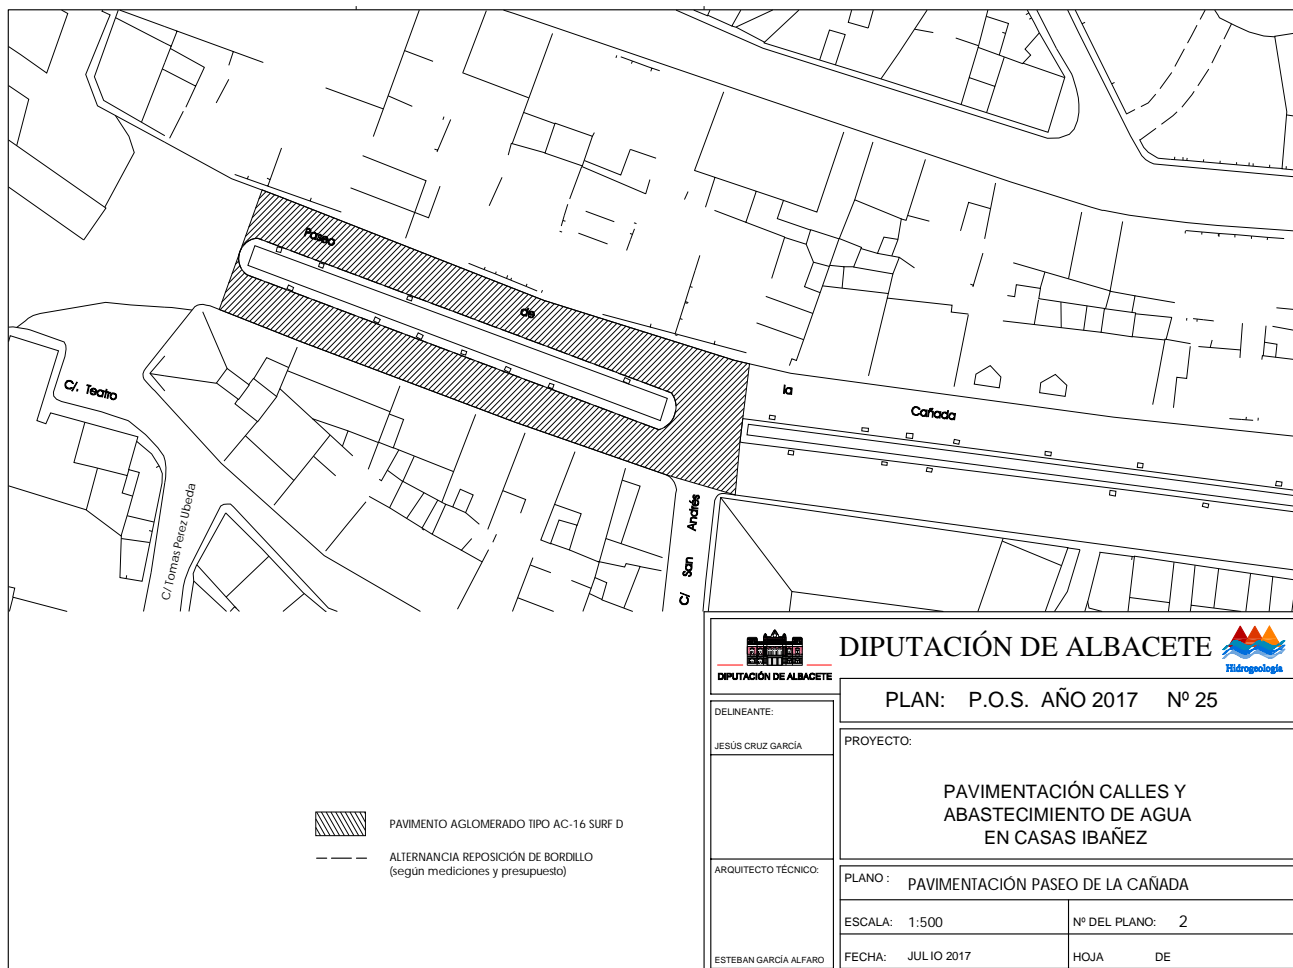 Paseo
de
la
Cañada
C/. Teatro
C/ Tomas Perez Ubeda
C/ San Andrés
PAVIMENTO AGLOMERADO TIPO AC-16 SURF D
ALTERNANCIA REPOSICIÓN DE BORDILLO
(según mediciones y presupuesto)
DIPUTACIÓN DE ALBACETE
DIPUTACIÓN DE ALBACETE
Hidrogeología
PLAN: P.O.S. AÑO 2017 Nº 25
DELINEANTE:
JESÚS CRUZ GARCÍA
PROYECTO:
PAVIMENTACIÓN CALLES Y
ABASTECIMIENTO DE AGUA
EN CASAS IBAÑEZ
ARQUITECTO TÉCNICO:
ESTEBAN GARCÍA ALFARO
PLANO : PAVIMENTACIÓN PASEO DE LA CAÑADA
ESCALA: 1:500
Nº DEL PLANO: 2
FECHA: JULIO 2017
HOJA DE